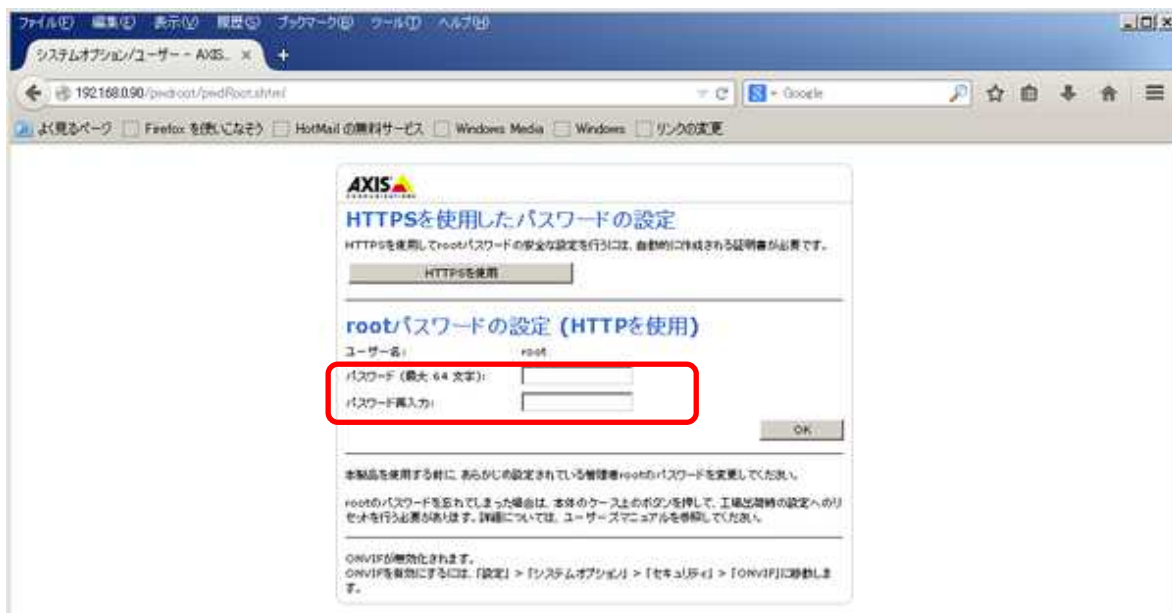 ファイル(F) 編集(E) 表示(V) 履歴(S) ブックマーク(B) ツール(T) ヘルプ(H)
システムオプション/ユーザー - AXIS... × +
192.168.0.90/pwdroot/pwdRoot.shtml Google
よく見るページ Firefox を使いこなそう HotMail の無料サービス Windows Media Windows リンクの変更
AXIS
COMMUNICATIONS
HTTPSを使用したパスワードの設定
HTTPSを使用してrootパスワードの安全な設定を行うには、自動的に作成される証明書が必要です。
HTTPSを使用
rootパスワードの設定 (HTTPを使用)
ユーザー名: root
パスワード (最大 64 文字):
パスワード再入力:
OK
本製品を使用する前に、あらかじめ設定されている管理者rootのパスワードを変更してください。
rootのパスワードを忘れてしまった場合は、本体のケース上のボタンを押して、工場出荷時の設定へのリ
セットを行う必要があります。詳細については、ユーザーズマニュアルを参照してください。
ONVIFが無効化されます。
ONVIFを有効にするには、「設定」 > 「システムオプション」 > 「セキュリティ」 > 「ONVIF」に移動しま
す。